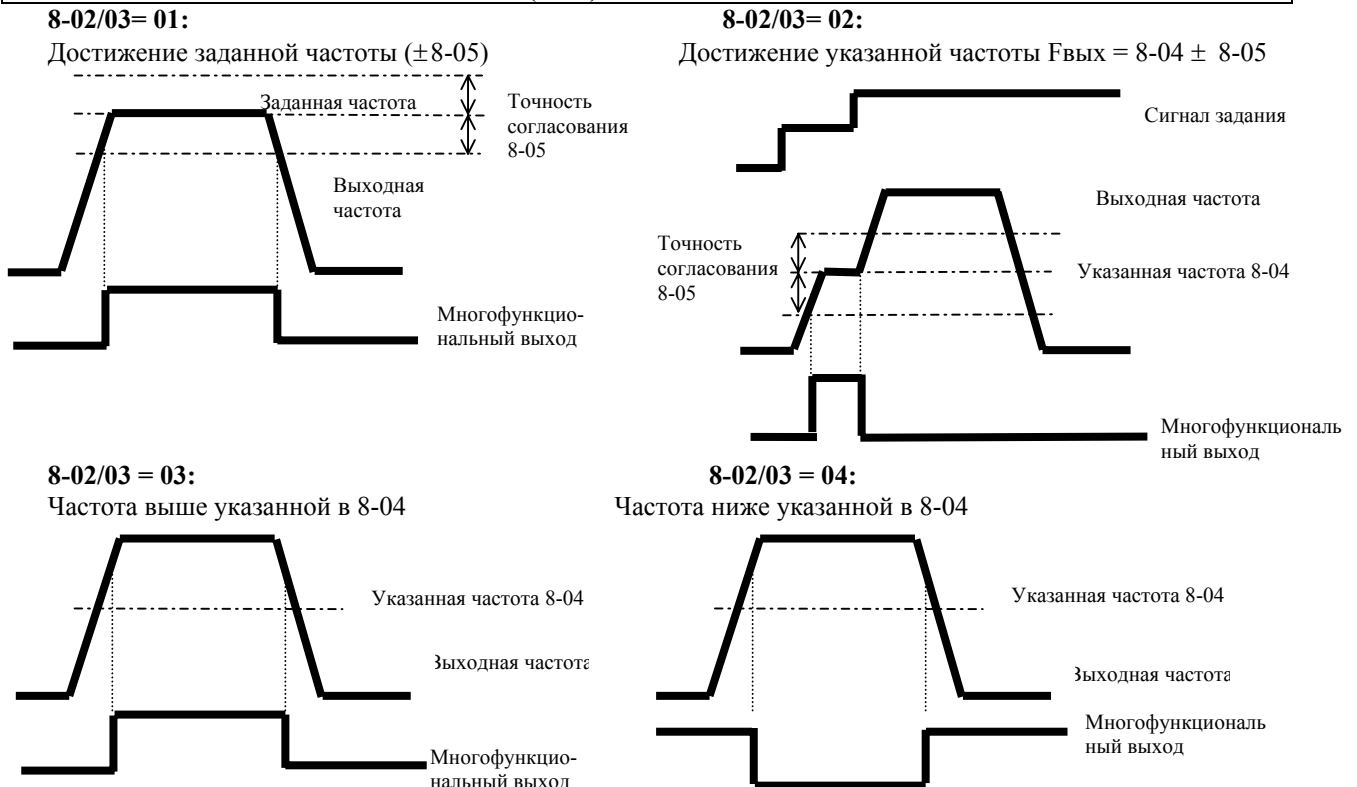 8-02/03= 01:
Достижение заданной частоты (±8-05)
Заданная частота
Точность
согласования
8-05
Выходная
частота
Многофункцио-
нальный выход
8-02/03= 02:
Достижение указанной частоты Fвых = 8-04 ± 8-05
Сигнал задания
Выходная частота
Точность
согласования
8-05
Указанная частота 8-04
Многофункциональ
ный выход
8-02/03 = 03:
Частота выше указанной в 8-04
Указанная частота 8-04
Выходная частота
Многофункцио-
нальный выход
8-02/03 = 04:
Частота ниже указанной в 8-04
Указанная частота 8-04
Выходная частота
Многофункциональ
ный выход